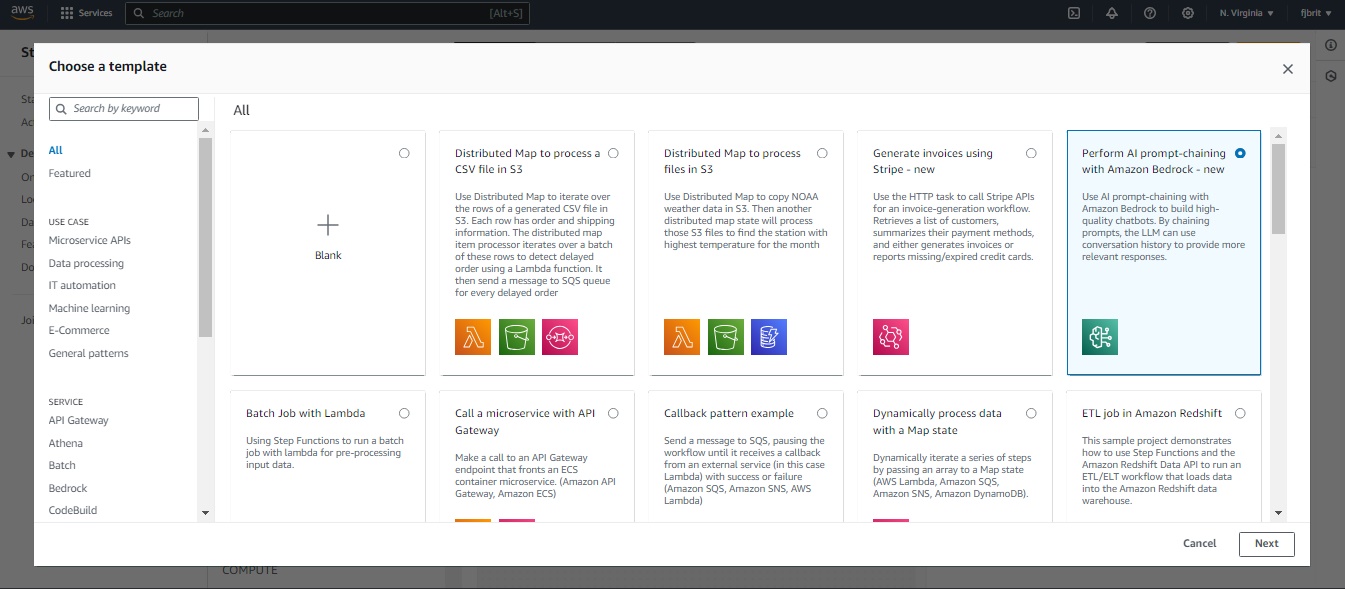 aws
Services
Search
[Alt+S]
N. Virginia
fjbrit
St
Choose a template
Search by keyword
All
Featured
USE CASE
Microservice APIs
Data processing
IT automation
Machine learning
E-Commerce
General patterns
SERVICE
API Gateway
Athena
Batch
Bedrock
CodeBuild
All
Blank
Distributed Map to process a
CSV file in S3
Use Distributed Map to iterate over
the rows of a generated CSV file in
S3. Each row has order and shipping
information. The distributed map
item processor iterates over a batch
of these rows to detect delayed
order using a Lambda function. It
then send a message to SQS queue
for every delayed order
Distributed Map to process
files in S3
Use Distributed Map to copy NOAA
weather data in S3. Then another
distributed map state will process
those S3 files to find the station with
highest temperature for the month
Generate invoices using
Stripe - new
Use the HTTP task to call Stripe APIs
for an invoice-generation workflow.
Retrieves a list of customers,
summarizes their payment methods,
and either generates invoices or
reports missing/expired credit cards.
Perform AI prompt-chaining
with Amazon Bedrock - new
Use AI prompt-chaining with
Amazon Bedrock to build high-
quality chatbots. By chaining
prompts, the LLM can use
conversation history to provide more
relevant responses.
Batch Job with Lambda
Using Step Functions to run a batch
job with lambda for pre-processing
input data.
Call a microservice with API
Gateway
Make a call to an API Gateway
endpoint that fronts an ECS
container microservice. (Amazon API
Gateway, Amazon ECS)
Callback pattern example
Send a message to SQS, pausing the
workflow until it receives a callback
from an external service (in this case
Lambda) with success or failure
(Amazon SQS, Amazon SNS, AWS
Lambda)
Dynamically process data
with a Map state
Dynamically iterate a series of steps
by passing an array to a Map state
(AWS Lambda, Amazon SQS,
Amazon SNS, Amazon DynamoDB).
ETL job in Amazon Redshift
This sample project demonstrates
how to use Step Functions and the
Amazon Redshift Data API to run an
ETL/ELT workflow that loads data
into the Amazon Redshift data
warehouse.
Cancel
Next
COMPUTE